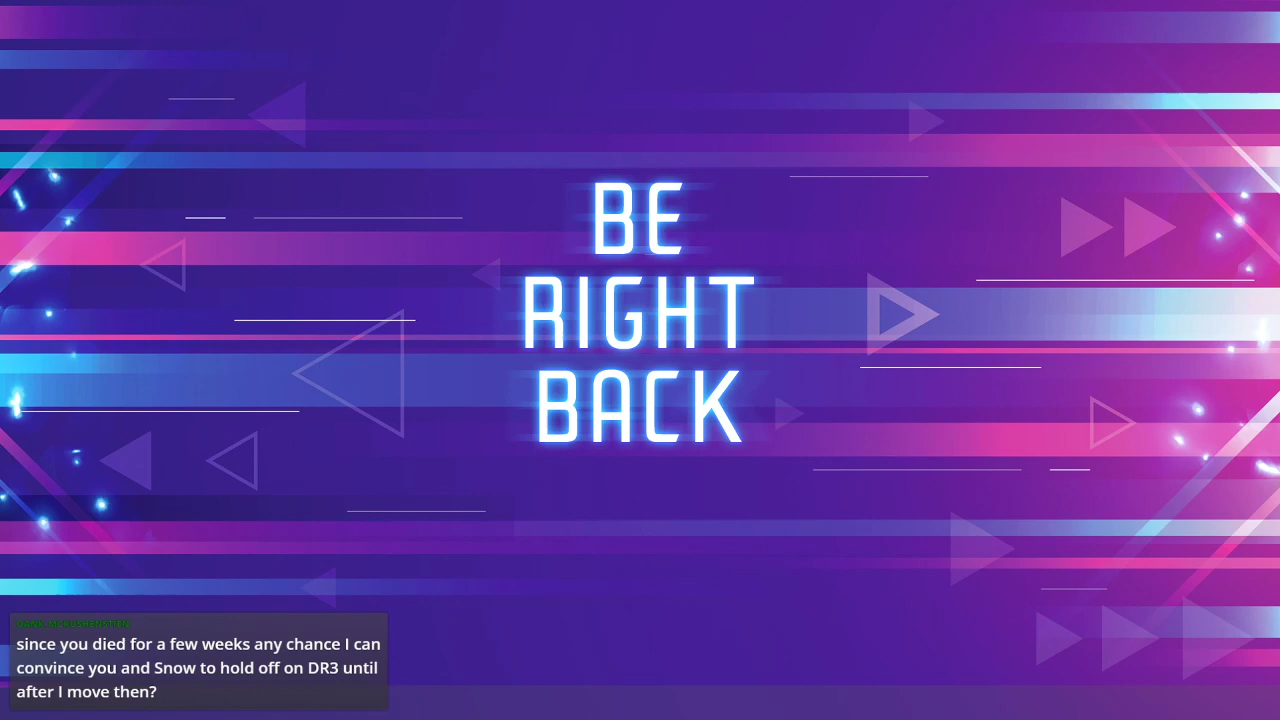 BE
RIGHT
BACK
since you died for a few weeks any chance I can
convince you and Snow to hold off on DR3 until
after I move then?